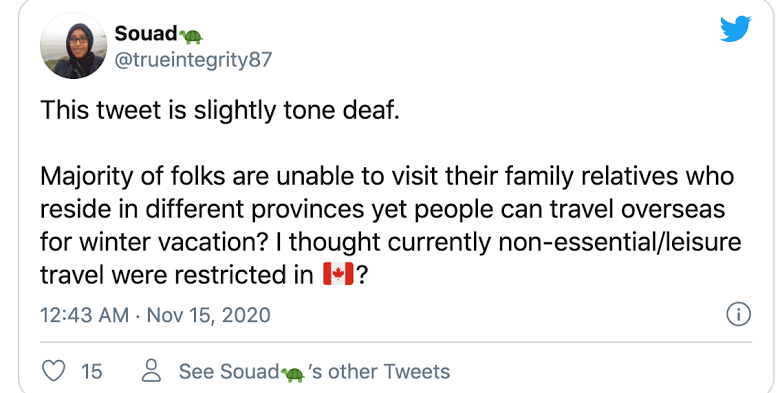 Souad🐢
@trueintegrity87
This tweet is slightly tone deaf.
Majority of folks are unable to visit their family relatives who
reside in different provinces yet people can travel overseas
for winter vacation? I thought currently non-essential/leisure
travel were restricted in 🇨🇦?
12:43 AM · Nov 15, 2020
15
See Souad🐢's other Tweets